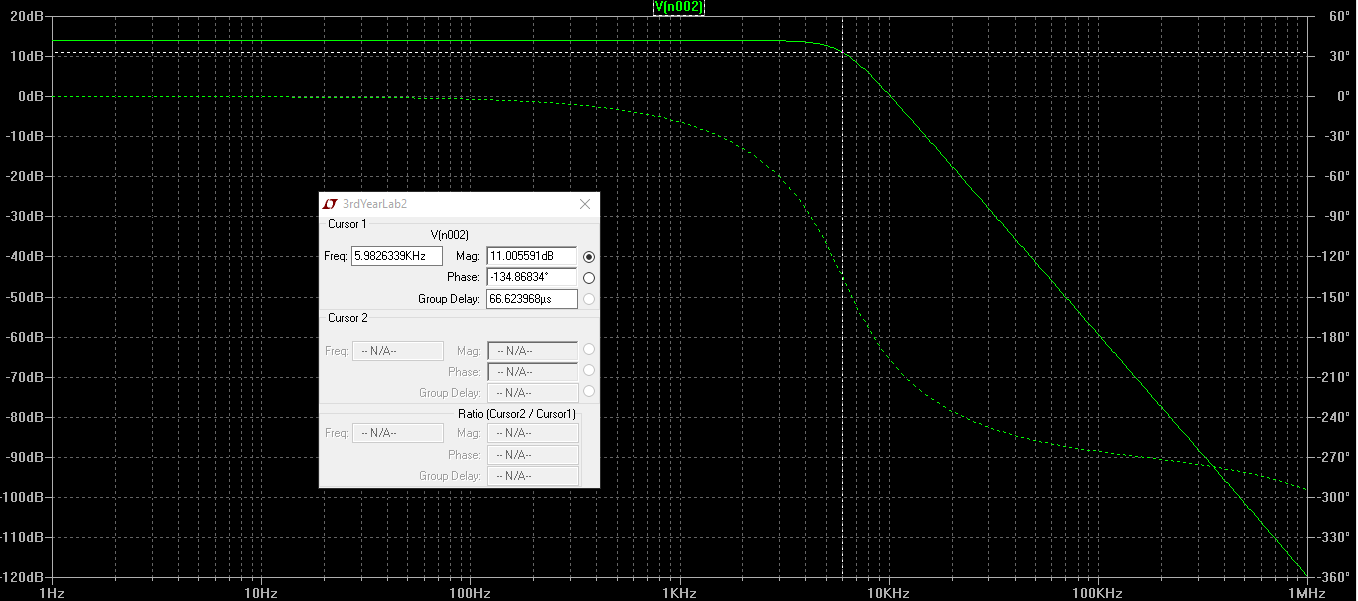 V(n002)
20dB
10dB
0dB
-10dB
-20dB
-30dB
-40dB
-50dB
-60dB
-70dB
-80dB
-90dB
-100dB
-110dB
-120dB
60°
30°
0°
-30°
-60°
-90°
-120°
-150°
-180°
-210°
-240°
-270°
-300°
-330°
-360°
3rdYearLab2
Cursor 1
V(n002)
Freq: 5.9826339KHz Mag: 11.005591dB
Phase: -134.86834°
Group Delay: 66.623968µs
Cursor 2
Freq: -- N/A-- Mag: -- N/A--
Phase: -- N/A--
Group Delay: -- N/A--
Ratio (Cursor2 / Cursor1)
Freq: -- N/A-- Mag: -- N/A--
Phase: -- N/A--
Group Delay: -- N/A--
1Hz 10Hz 100Hz 1KHz 10KHz 100KHz 1MHz